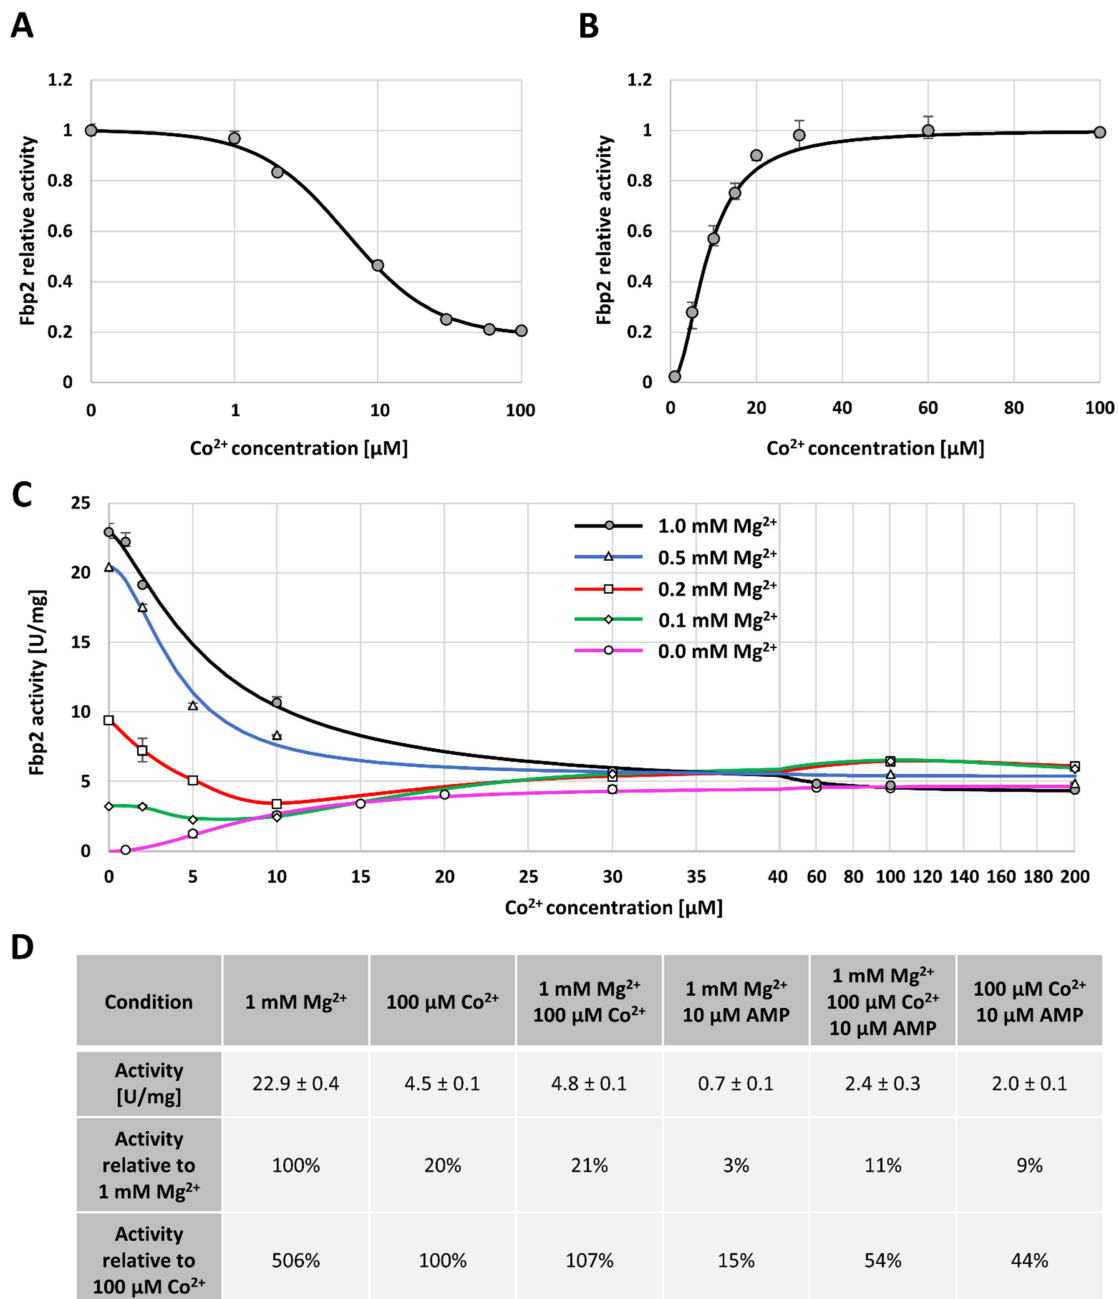 A
B
1.2
1
0.8
0.6
0.4
0.2
0
Fbp2 relative activity
0
1
10
100
Co²⁺ concentration [μM]
1.2
1
0.8
0.6
0.4
0.2
0
Fbp2 relative activity
0
20
40
60
80
100
Co²⁺ concentration [μM]
C
25
20
15
10
5
0
Fbp2 activity [U/mg]
1.0 mM Mg²⁺
0.5 mM Mg²⁺
0.2 mM Mg²⁺
0.1 mM Mg²⁺
0.0 mM Mg²⁺
0 5 10 15 20 30 40 60 80 100 120 140 160 180 200
Co²⁺ concentration [μM]
D
Condition
1 mM Mg²⁺
100 μM Co²⁺
1 mM Mg²⁺
100 μM Co²⁺
1 mM Mg²⁺
10 μM AMP
1 mM Mg²⁺
100 μM Co²⁺
10 μM AMP
100 μM Co²⁺
10 μM AMP
Activity
[U/mg]
22.9 ± 0.4
4.5 ± 0.1
4.8 ± 0.1
0.7 ± 0.1
2.4 ± 0.3
2.0 ± 0.1
Activity
relative to
1 mM Mg²⁺
100%
20%
21%
3%
11%
9%
Activity
relative to
100 μM Co²⁺
506%
100%
107%
15%
54%
44%